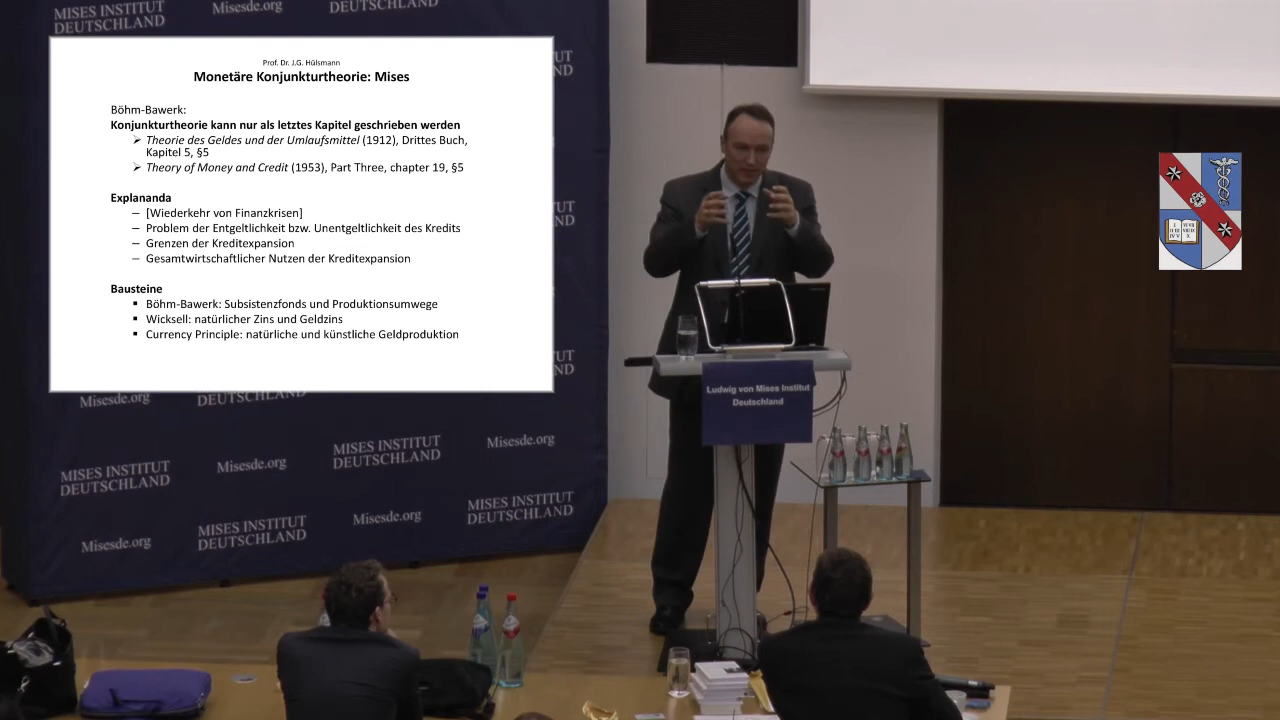 MISES INSTITUT
DEUTSCHLAND
Misesde.org
DEUTSCHLAND
Prof. Dr. J.G. Hülsmann
Monetäre Konjunkturtheorie: Mises
Böhm-Bawerk:
Konjunkturtheorie kann nur als letztes Kapitel geschrieben werden
➢ Theorie des Geldes und der Umlaufsmittel (1912), Drittes Buch,
Kapitel 5, §5
➢ Theory of Money and Credit (1953), Part Three, chapter 19, §5
Explananda
– [Wiederkehr von Finanzkrisen]
– Problem der Entgeltlichkeit bzw. Unentgeltlichkeit des Kredits
– Grenzen der Kreditexpansion
– Gesamtwirtschaftlicher Nutzen der Kreditexpansion
Bausteine
▪ Böhm-Bawerk: Subsistenzfonds und Produktionsumwege
▪ Wicksell: natürlicher Zins und Geldzins
▪ Currency Principle: natürliche und künstliche Geldproduktion
Misesde.org
DEUTSCHLAND
MISES INSTITUT
DEUTSCHLAND
Misesde.org
MISES INSTITUT
DEUTSCHLAND
Misesde.org
Misesde.org
MISES INSTITUT
DEUTSCHLAND
Misesde.org
MISES INSTITUT
DEUTSCHLAND
Ludwig von Mises Institut
Deutschland